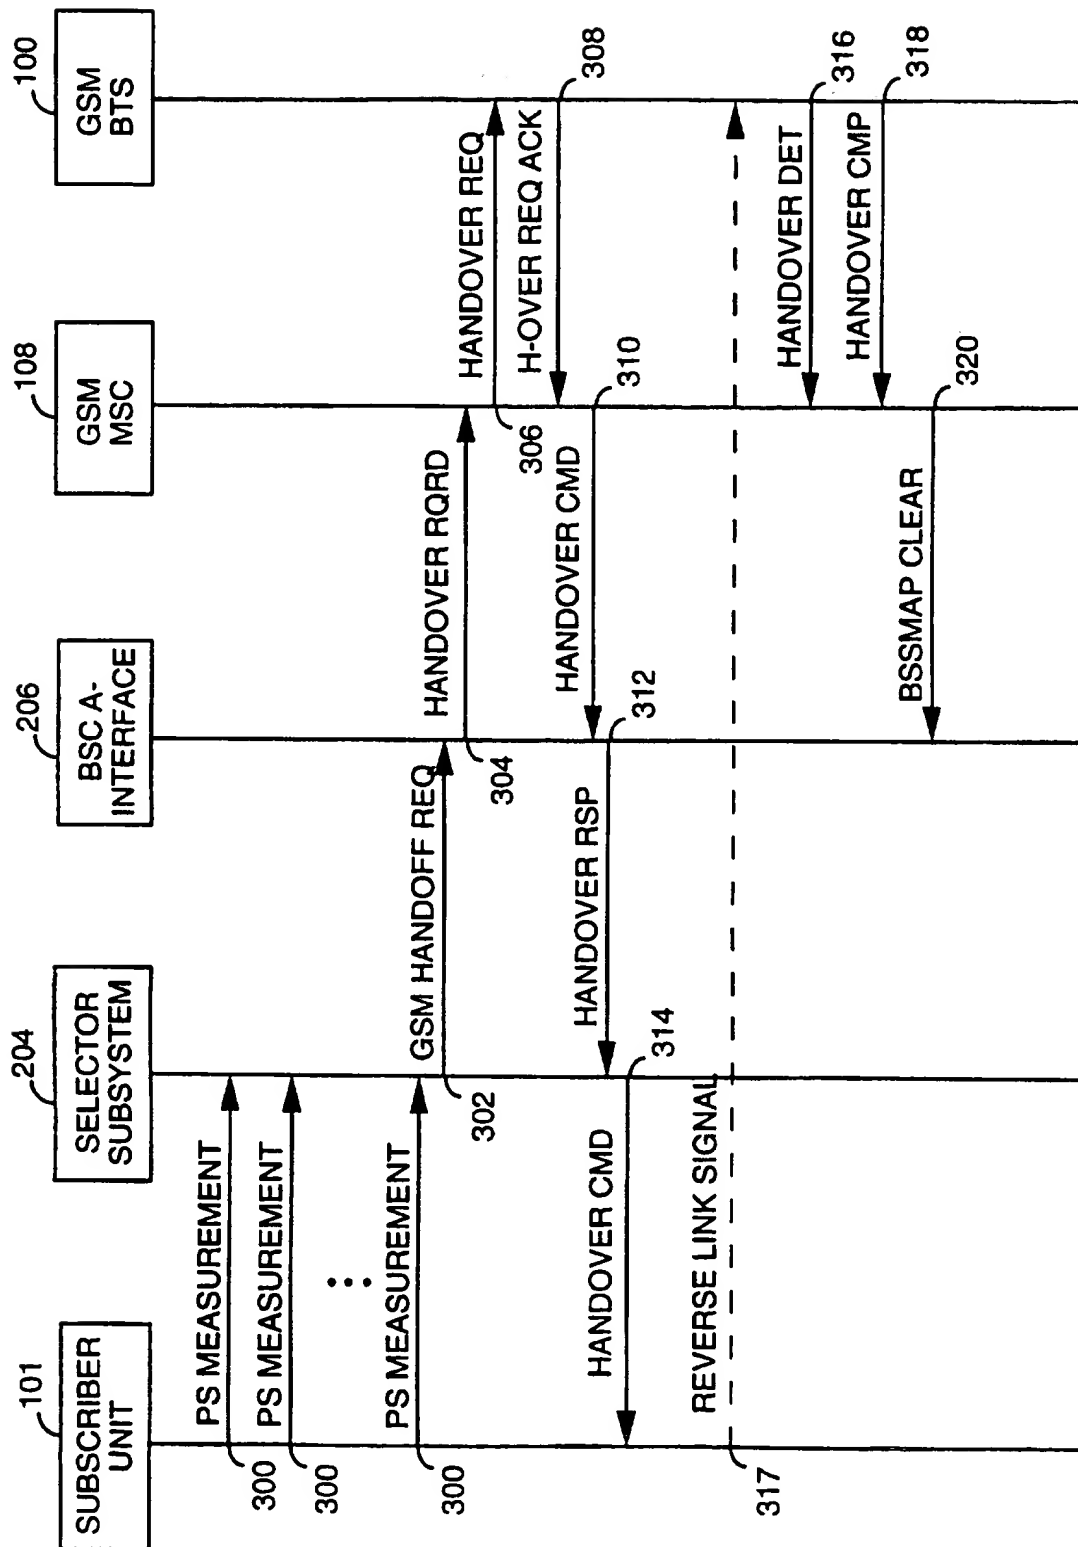 101
SUBSCRIBER
UNIT
204
SELECTOR
SUBSYSTEM
206
BSC A-
INTERFACE
108
GSM
MSC
100
GSM
BTS
PS MEASUREMENT
300
PS MEASUREMENT
300
PS MEASUREMENT
300
GSM HANDOFF REQ
302
HANDOVER RQRD
304
HANDOVER REQ
306
H-OVER REQ ACK
308
HANDOVER CMD
310
HANDOVER RSP
312
HANDOVER CMD
314
REVERSE LINK SIGNAL
317
HANDOVER DET
316
HANDOVER CMP
318
BSSMAP CLEAR
320